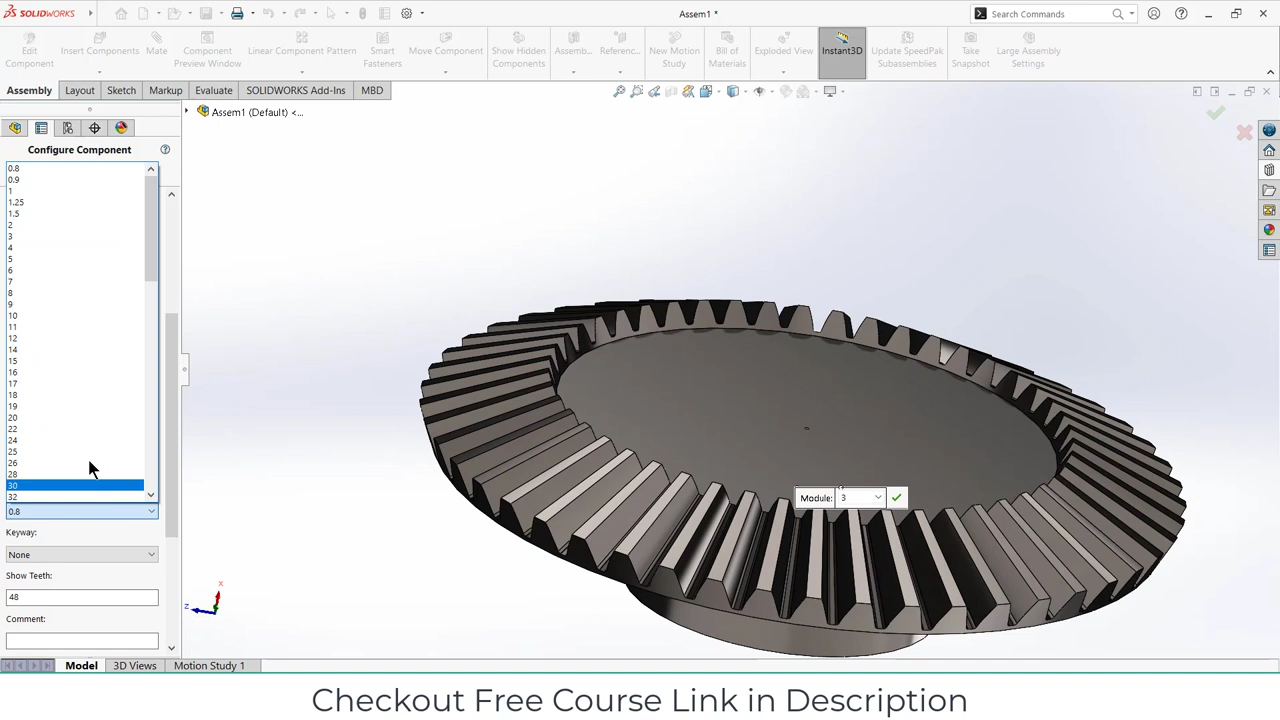 SOLIDWORKS
Assem1 *
Search Commands
Edit Component
Insert Components
Mate
Component Preview Window
Linear Component Pattern
Smart Fasteners
Move Component
Show Hidden Components
Assemb...
Referenc...
New Motion Study
Bill of Materials
Exploded View
Instant3D
Update SpeedPak Subassemblies
Take Snapshot
Large Assembly Settings
Assembly
Layout
Sketch
Markup
Evaluate
SOLIDWORKS Add-Ins
MBD
Assem1 (Default) <...
Configure Component
0.8
0.9
1
1.25
1.5
2
3
4
5
6
7
8
9
10
11
12
14
15
16
17
18
19
20
22
24
25
26
28
30
32
0.8
Keyway:
None
Show Teeth:
48
Comment:
Module: 3
x
z
Model
3D Views
Motion Study 1
Checkout Free Course Link in Description